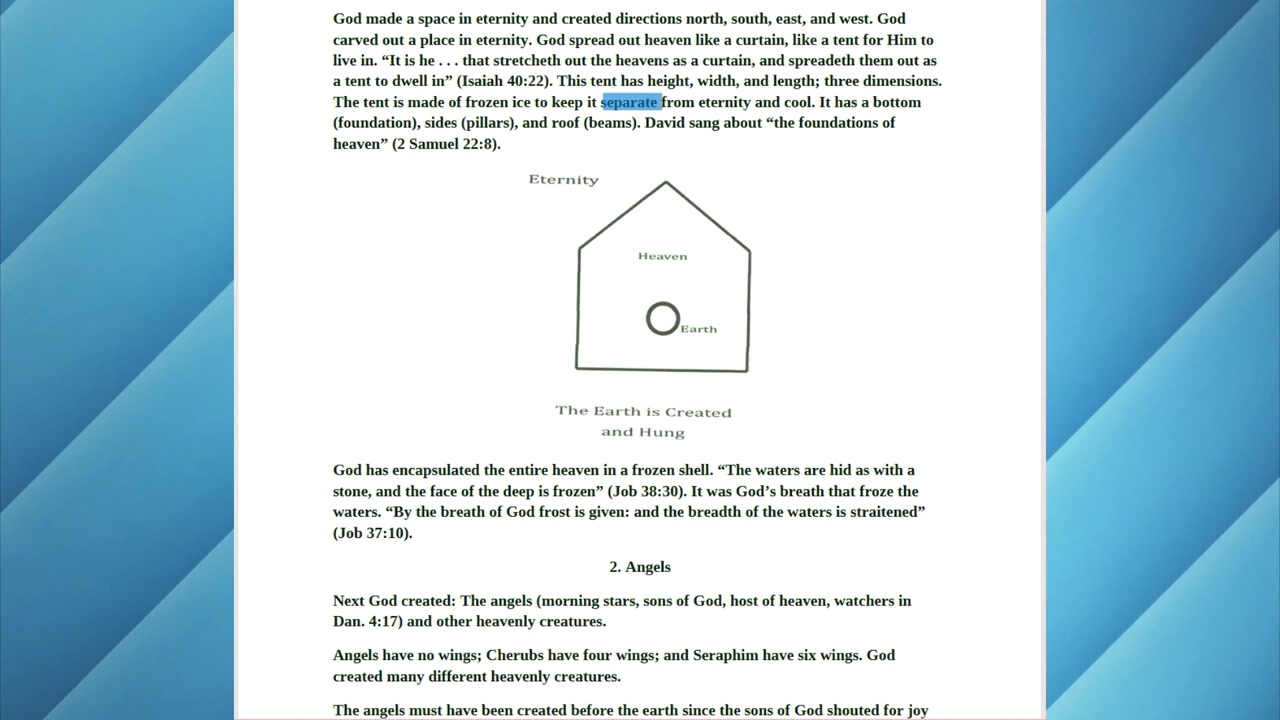 God made a space in eternity and created directions north, south, east, and west. God
carved out a place in eternity. God spread out heaven like a curtain, like a tent for Him to
live in. “It is he . . . that stretcheth out the heavens as a curtain, and spreadeth them out as
a tent to dwell in” (Isaiah 40:22). This tent has height, width, and length; three dimensions.
The tent is made of frozen ice to keep it separate from eternity and cool. It has a bottom
(foundation), sides (pillars), and roof (beams). David sang about “the foundations of
heaven” (2 Samuel 22:8).
Eternity
Heaven
Earth
The Earth is Created
and Hung
God has encapsulated the entire heaven in a frozen shell. “The waters are hid as with a
stone, and the face of the deep is frozen” (Job 38:30). It was God’s breath that froze the
waters. “By the breath of God frost is given: and the breadth of the waters is straitened”
(Job 37:10).
2. Angels
Next God created: The angels (morning stars, sons of God, host of heaven, watchers in
Dan. 4:17) and other heavenly creatures.
Angels have no wings; Cherubs have four wings; and Seraphim have six wings. God
created many different heavenly creatures.
The angels must have been created before the earth since the sons of God shouted for joy